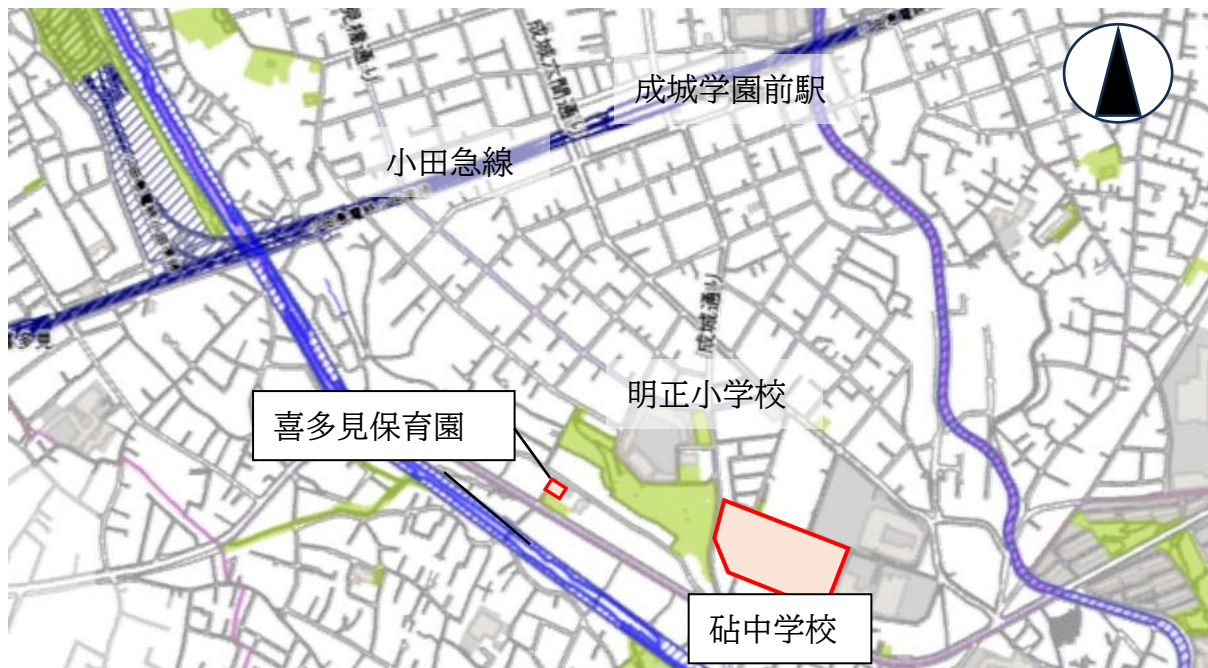 成城六間通り
成城学園前駅
小田急線
成城通り
明正小学校
喜多見保育園
砧中学校